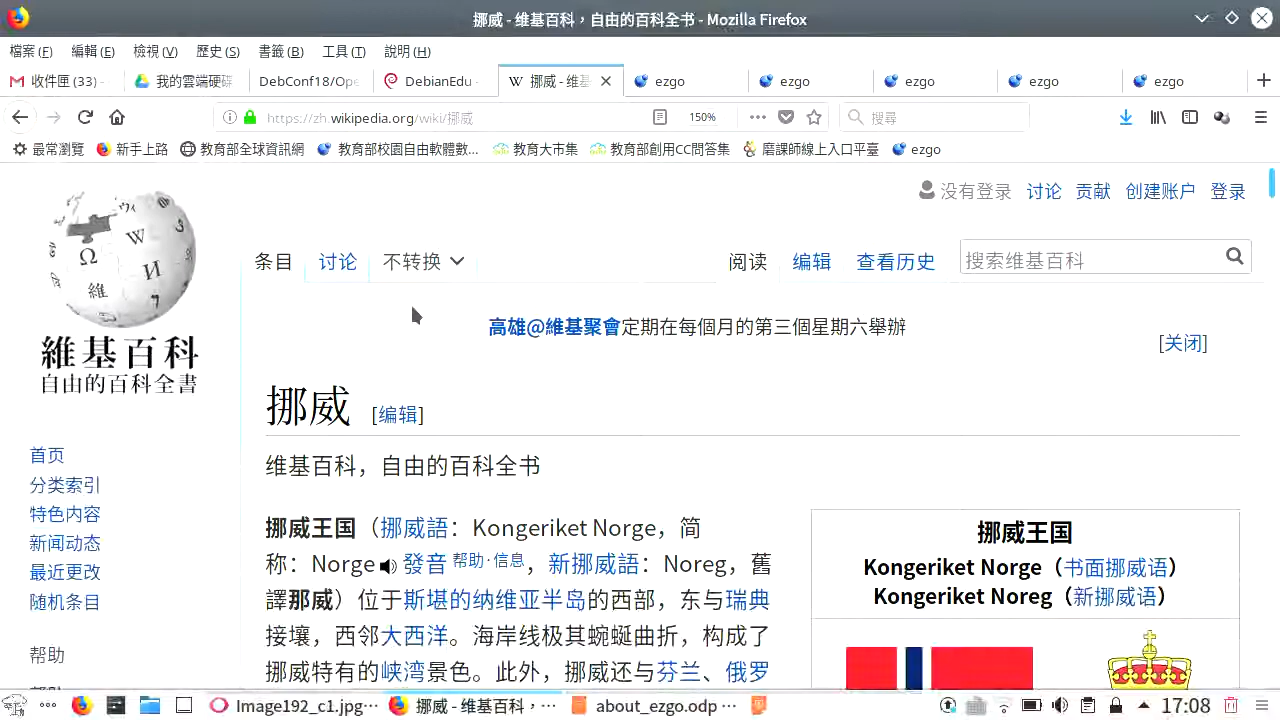 挪威 - 维基百科，自由的百科全书 - Mozilla Firefox
檔案 (F) 編輯 (E) 檢視 (V) 歷史 (S) 書籤 (B) 工具 (T) 說明 (H)
收件匣 (33) - 我的雲端硬碟 DebConf18/Ope DebianEdu - 挪威 - 维基 ezgo ezgo ezgo ezgo ezgo
https://zh.wikipedia.org/wiki/挪威 150% 搜尋
最常瀏覽 新手上路 教育部全球資訊網 教育部校園自由軟體數... 教育大市集 教育部創用CC問答集 磨課師線上入口平臺 ezgo
没有登录 讨论 贡献 创建账户 登录
条目 讨论 不转换 阅读 编辑 查看历史 搜索维基百科
Ω W И 維
維基百科
自由的百科全書
高雄@維基聚會定期在每個月的第三個星期六舉辦
[关闭]
挪威 [编辑]
维基百科，自由的百科全书
首页
分类索引
特色内容
新闻动态
最近更改
随机条目
帮助
挪威王国（挪威語：Kongeriket Norge，简
称：Norge 發音 帮助·信息，新挪威語：Noreg，舊
譯那威）位于斯堪的纳维亚半岛的西部，东与瑞典
接壤，西邻大西洋。海岸线极其蜿蜒曲折，构成了
挪威特有的峡湾景色。此外，挪威还与芬兰、俄罗
挪威王国
Kongeriket Norge（书面挪威语）
Kongeriket Noreg（新挪威语）
Image192_c1.jpg··· 挪威 - 维基百科，··· about_ezgo.odp ··· 17:08